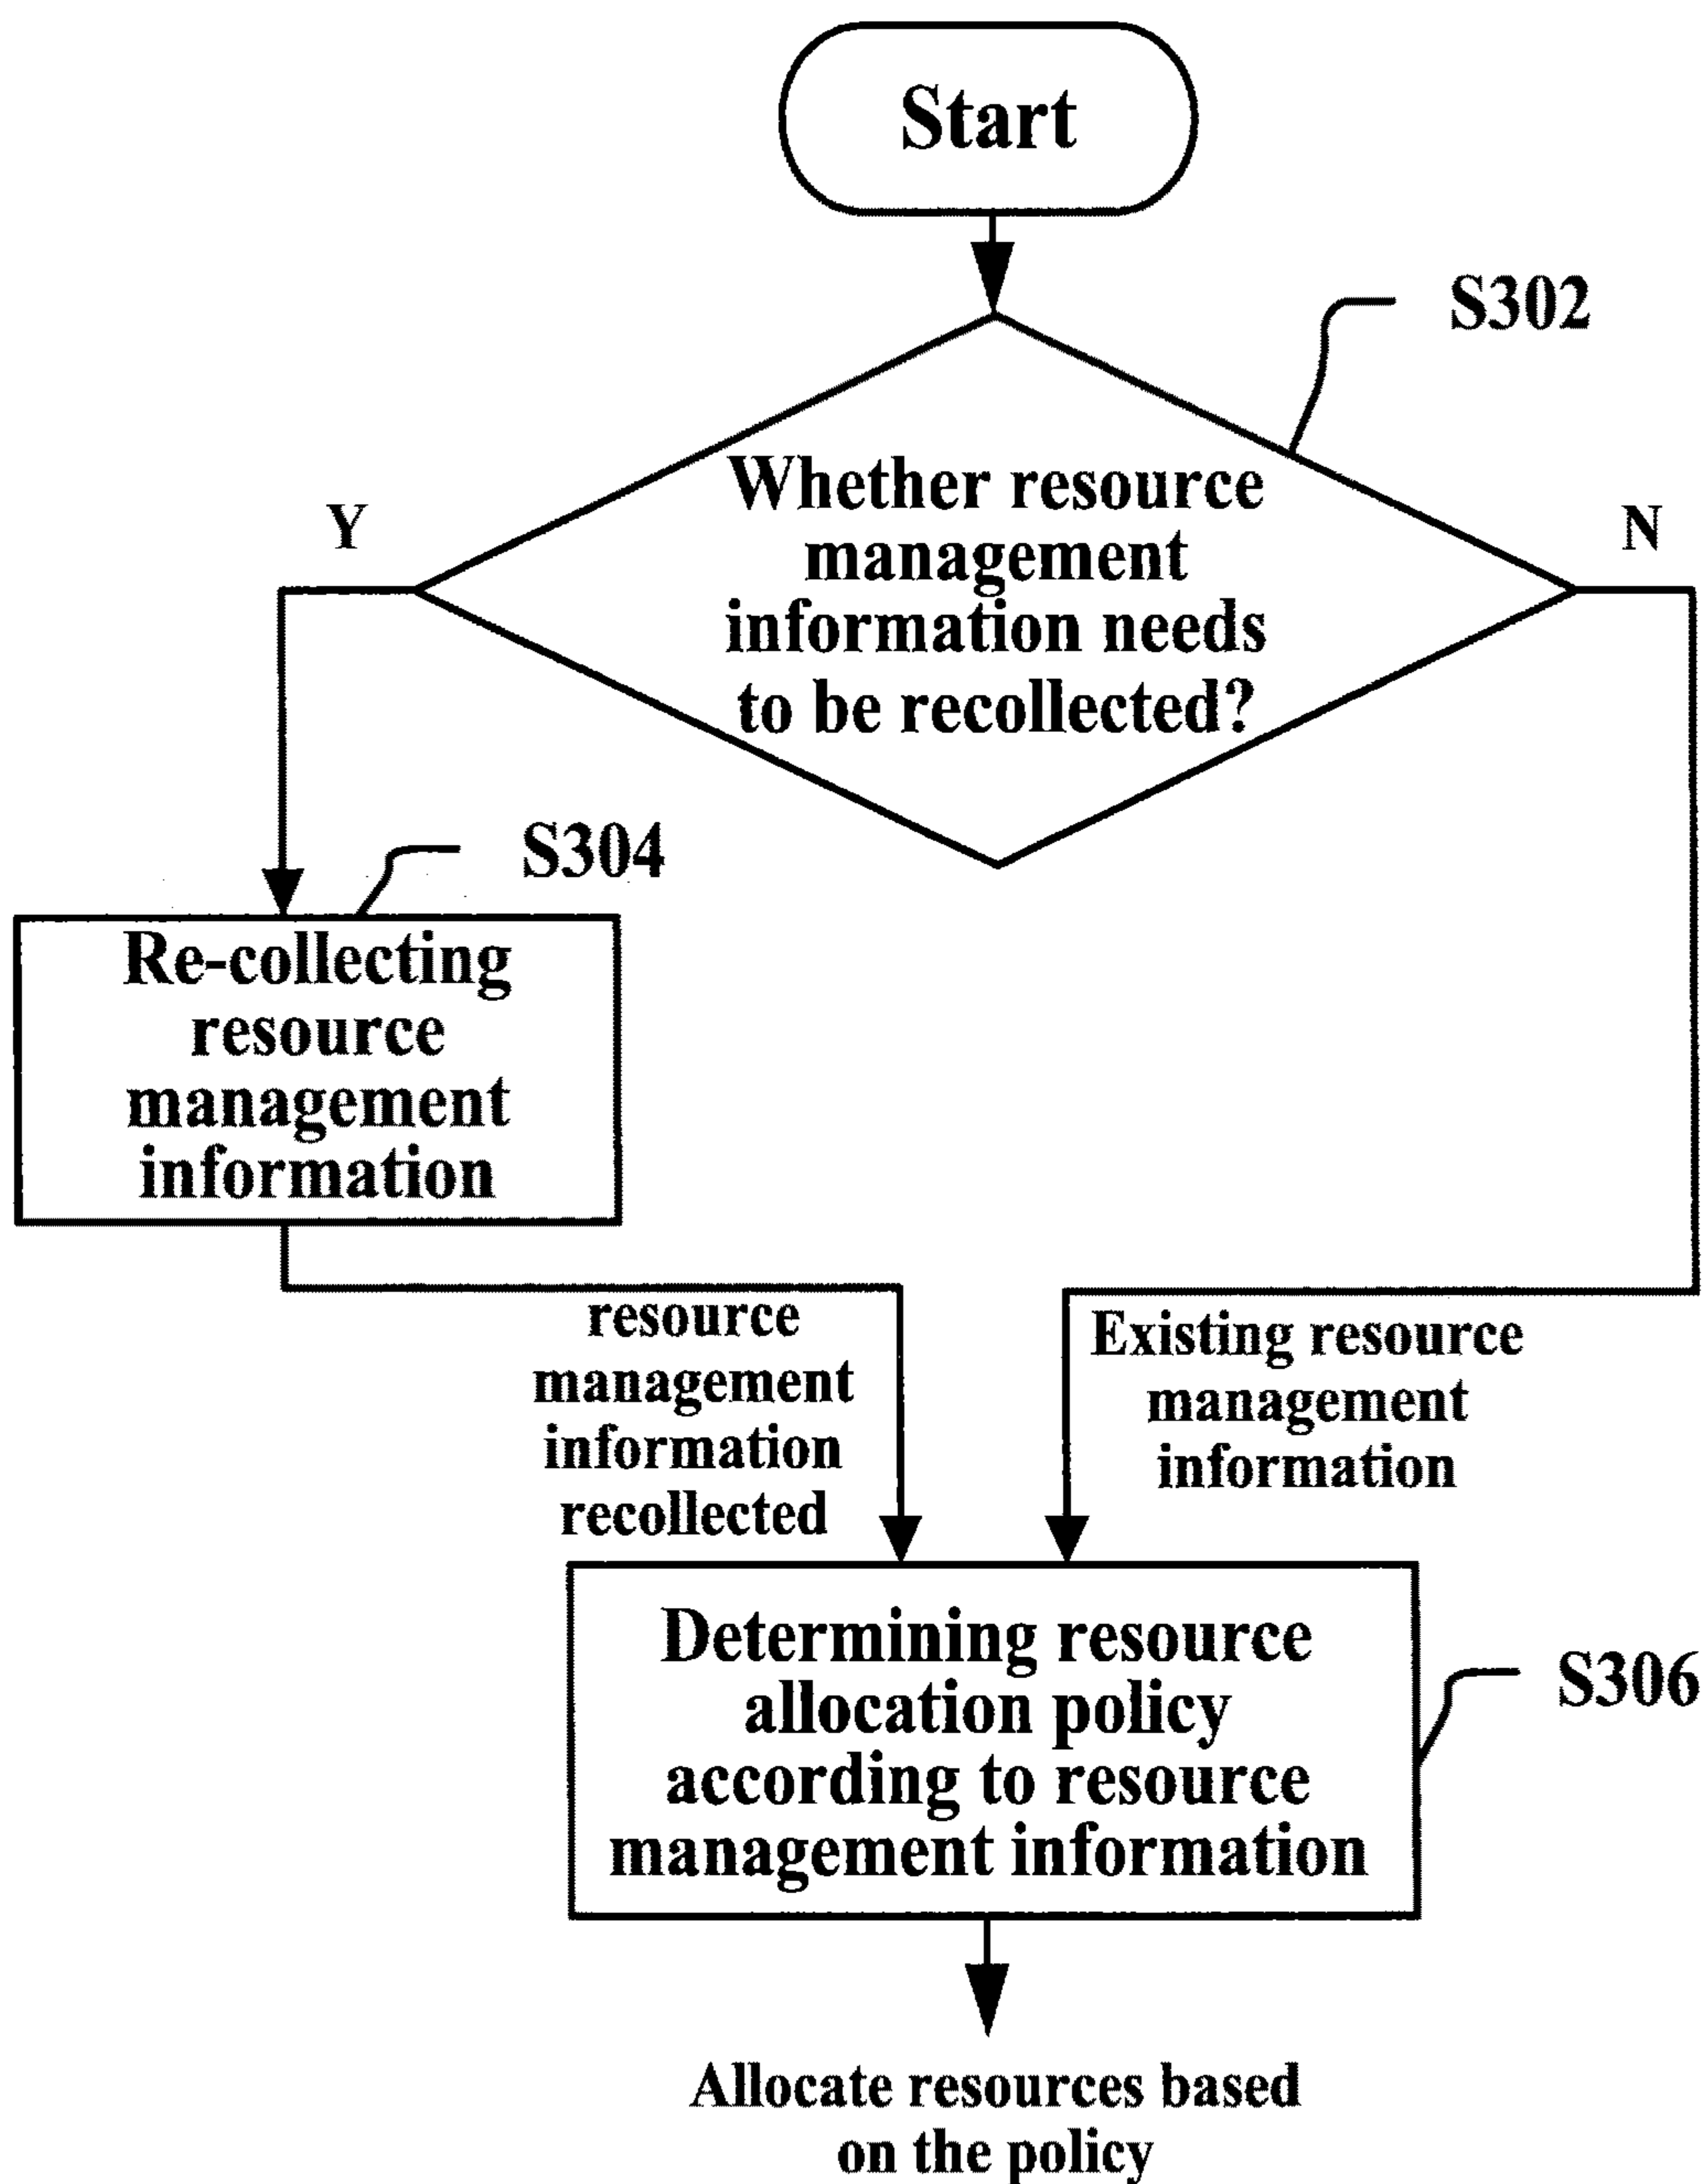 Start
S302
Whether resource
management
information needs
to be recollected?
Y
N
S304
Re-collecting
resource
management
information
resource
management
information
recollected
Existing resource
management
information
Determining resource
allocation policy
according to resource
management information
S306
Allocate resources based
on the policy